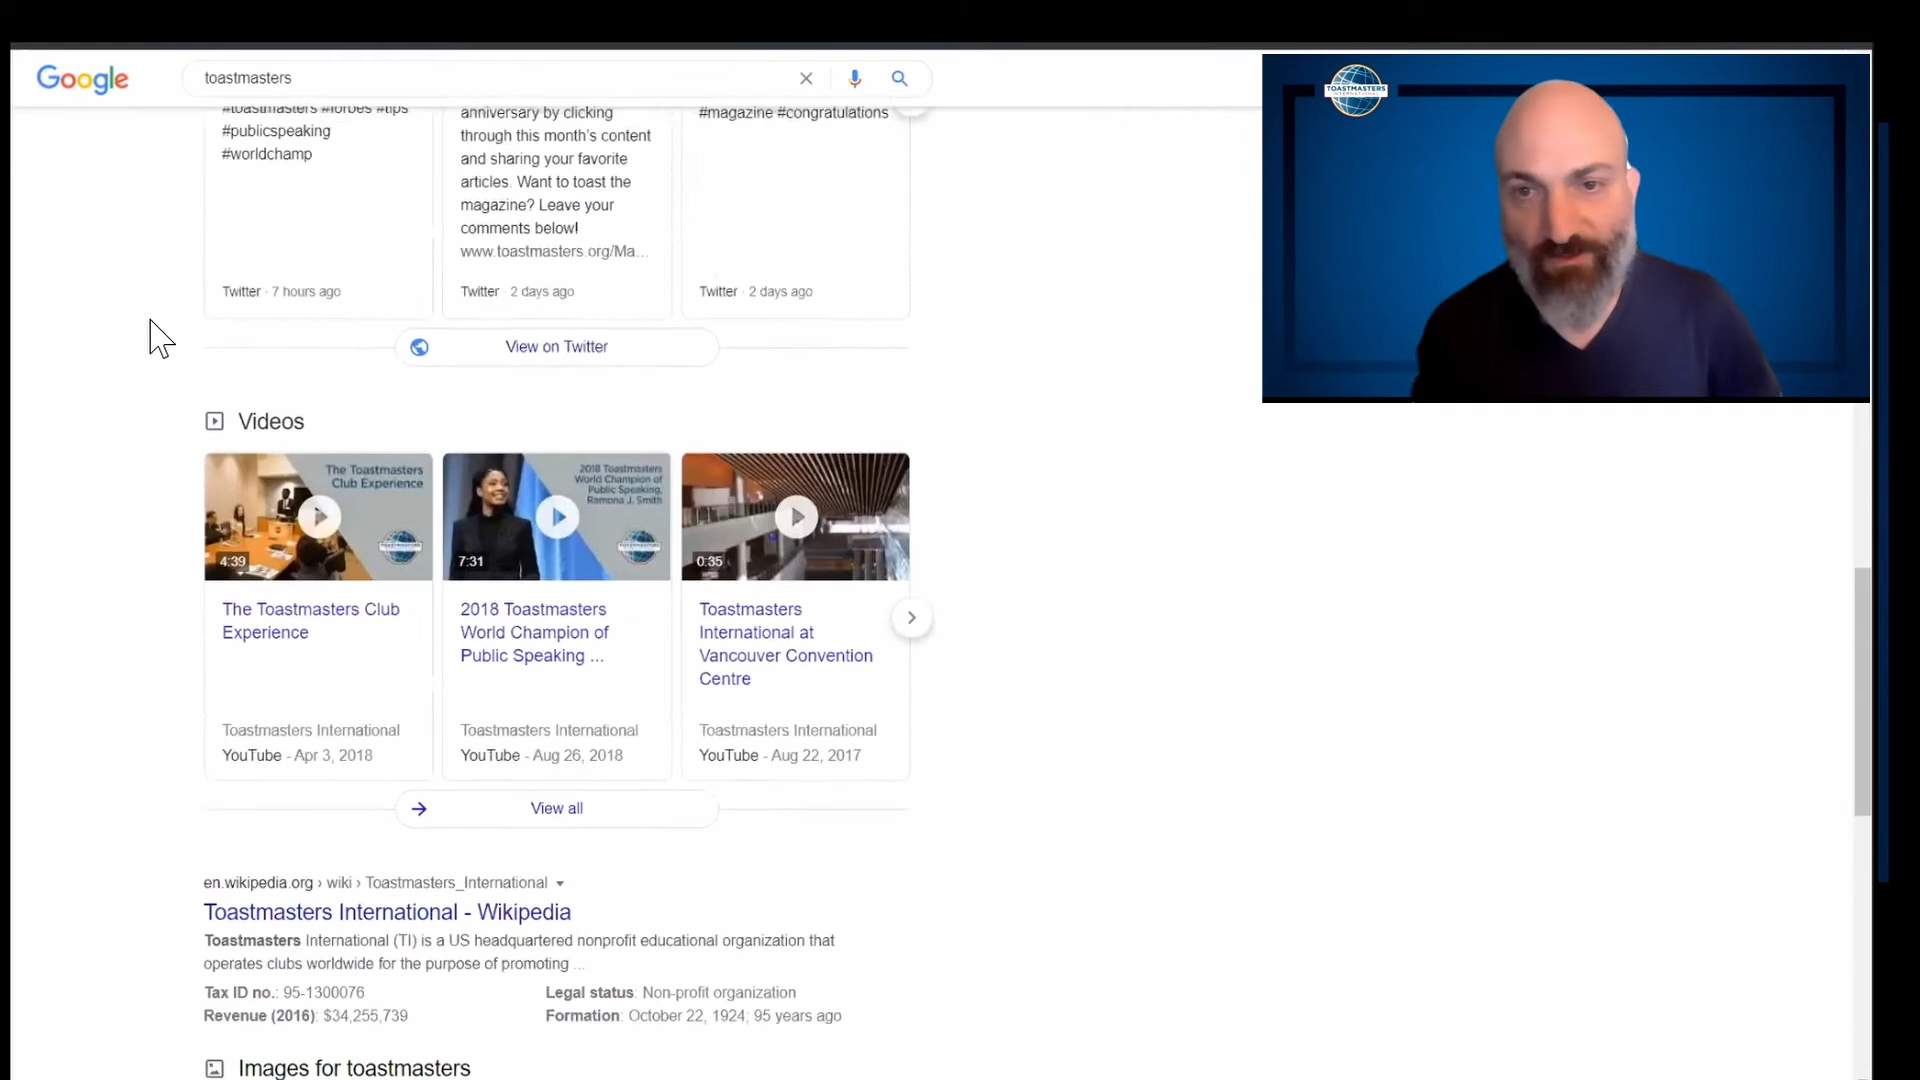 Google
toastmasters
#toastmasters #forbes #tips
#publicspeaking
#worldchamp
Twitter · 7 hours ago
anniversary by clicking
through this month's content
and sharing your favorite
articles. Want to toast the
magazine? Leave your
comments below!
www.toastmasters.org/Ma...
Twitter · 2 days ago
#magazine #congratulations
Twitter · 2 days ago
TOASTMASTERS
INTERNATIONAL
View on Twitter
Videos
The Toastmasters
Club Experience
4:39
The Toastmasters Club
Experience
Toastmasters International
YouTube - Apr 3, 2018
2018 Toastmasters
World Champion of
Public Speaking,
Ramona J. Smith
7:31
2018 Toastmasters
World Champion of
Public Speaking ...
Toastmasters International
YouTube - Aug 26, 2018
0:35
Toastmasters
International at
Vancouver Convention
Centre
Toastmasters International
YouTube - Aug 22, 2017
View all
en.wikipedia.org › wiki › Toastmasters_International
Toastmasters International - Wikipedia
Toastmasters International (TI) is a US headquartered nonprofit educational organization that
operates clubs worldwide for the purpose of promoting ...
Tax ID no.: 95-1300076
Legal status: Non-profit organization
Revenue (2016): $34,255,739
Formation: October 22, 1924; 95 years ago
Images for toastmasters